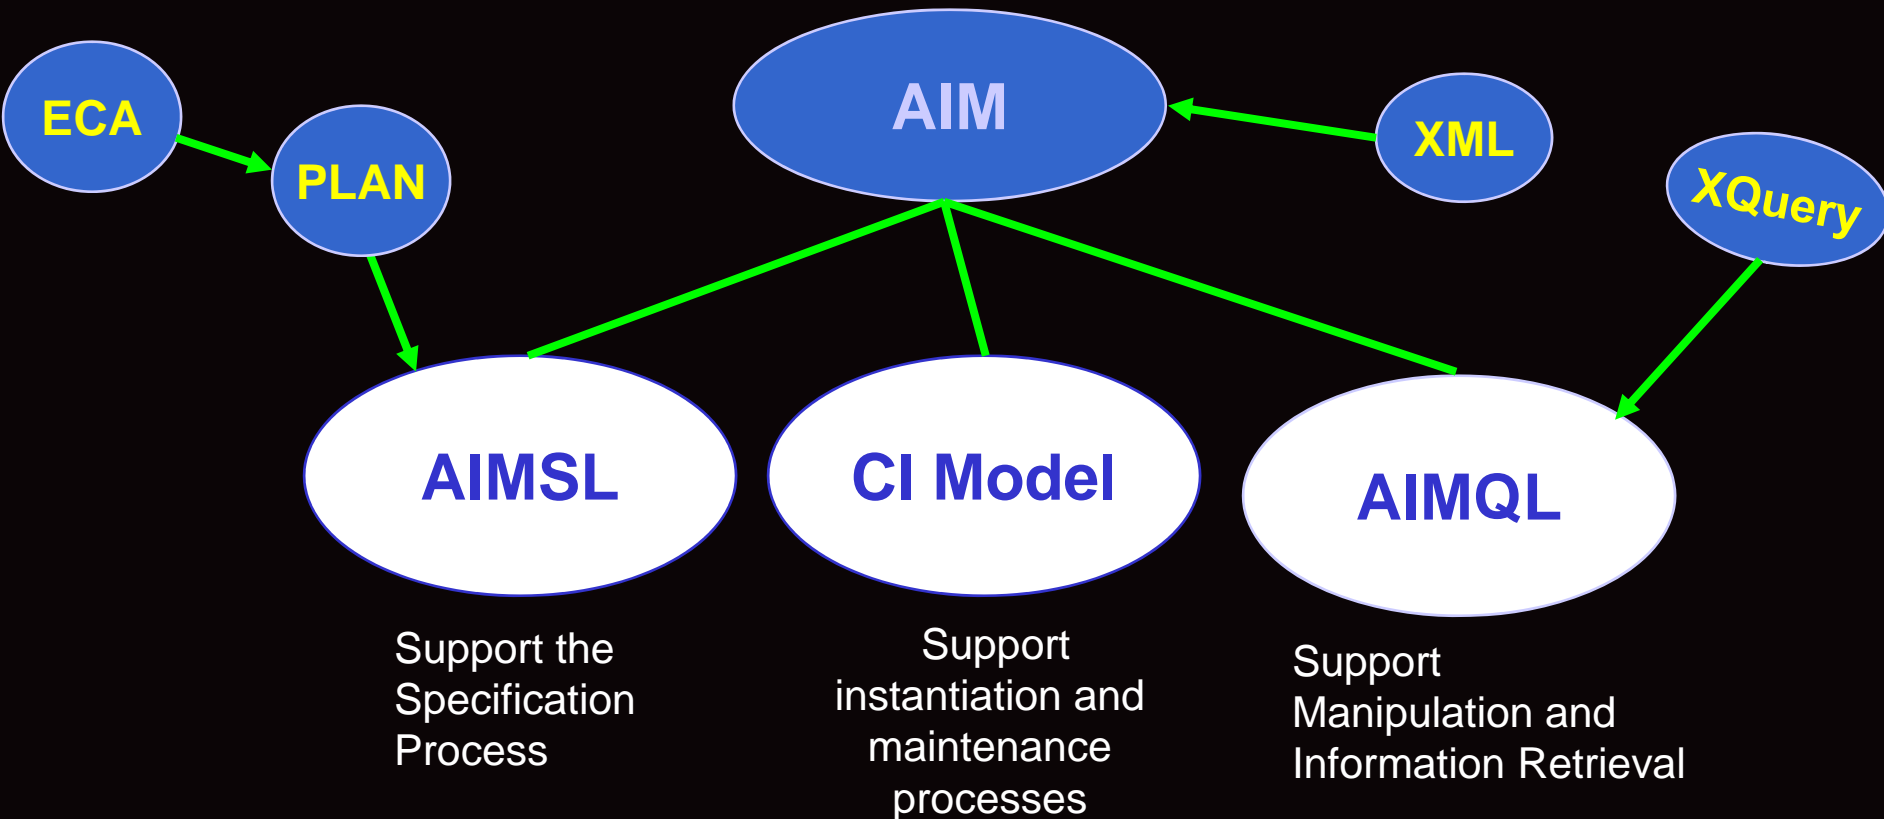 ECA
PLAN
AIM
XML
XQuery
AIMSL
CI Model
AIMQL
Support the
Specification
Process
Support
instantiation and
maintenance
processes
Support
Manipulation and
Information Retrieval